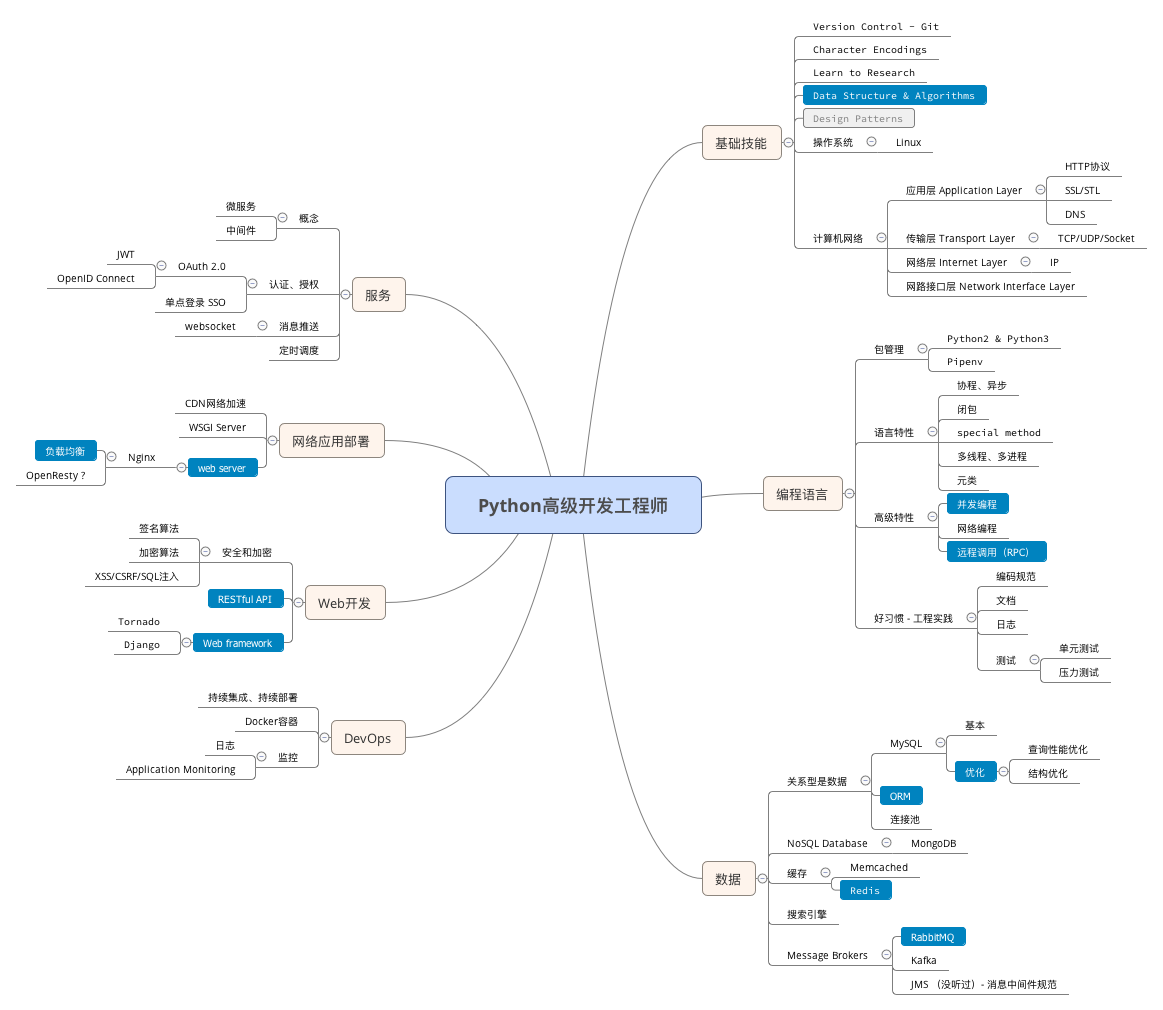 Python高级开发工程师
基础技能
Version Control - Git
Character Encodings
Learn to Research
Data Structure & Algorithms
Design Patterns
操作系统
Linux
计算机网络
应用层 Application Layer
HTTP协议
SSL/STL
DNS
传输层 Transport Layer
TCP/UDP/Socket
网络层 Internet Layer
IP
网路接口层 Network Interface Layer
编程语言
包管理
Python2 & Python3
Pipenv
语言特性
协程、异步
闭包
special method
多线程、多进程
元类
高级特性
并发编程
网络编程
远程调用（RPC）
好习惯 - 工程实践
编码规范
文档
日志
测试
单元测试
压力测试
数据
关系型是数据
MySQL
基本
优化
查询性能优化
结构优化
ORM
连接池
NoSQL Database
MongoDB
缓存
Memcached
Redis
搜索引擎
Message Brokers
RabbitMQ
Kafka
JMS （没听过）- 消息中间件规范
服务
概念
微服务
中间件
认证、授权
OAuth 2.0
JWT
OpenID Connect
单点登录 SSO
消息推送
websocket
定时调度
网络应用部署
CDN网络加速
WSGI Server
web server
Nginx
负载均衡
OpenResty ?
Web开发
安全和加密
签名算法
加密算法
XSS/CSRF/SQL注入
RESTful API
Web framework
Tornado
Django
DevOps
持续集成、持续部署
Docker容器
监控
日志
Application Monitoring